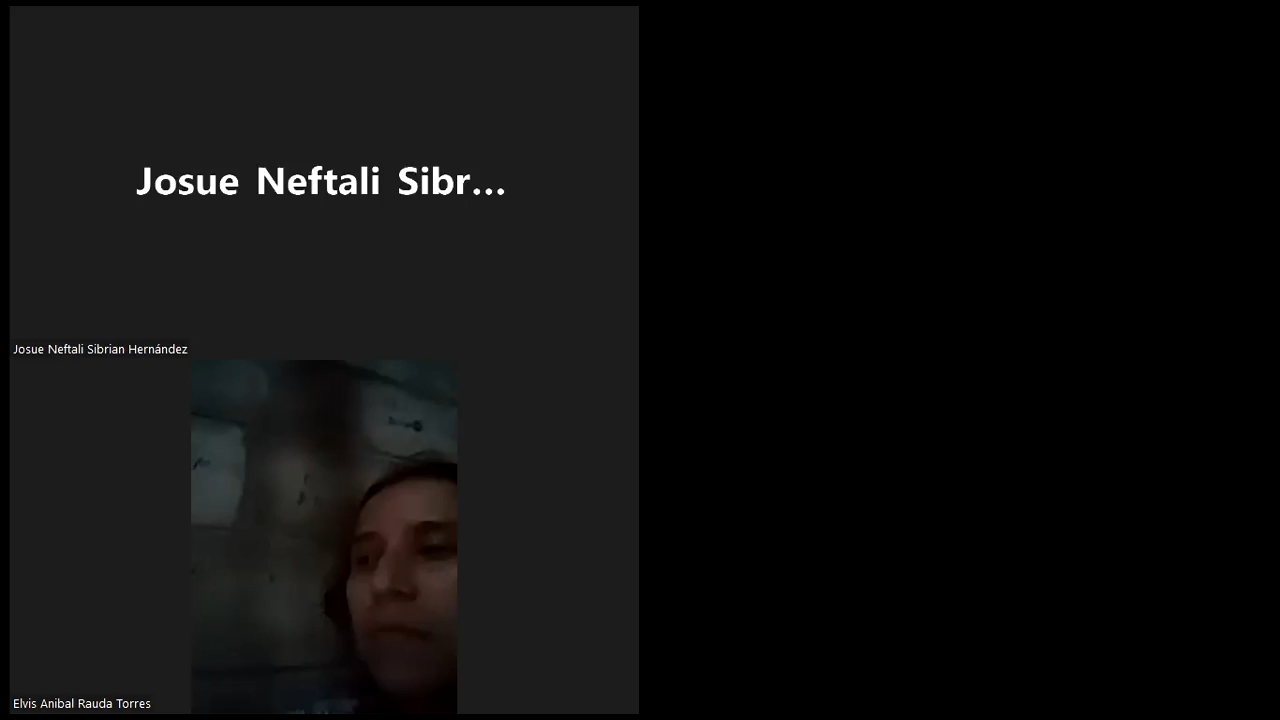 Josue Neftali Sibr...
Josue Neftali Sibrian Hernández
Elvis Anibal Rauda Torres